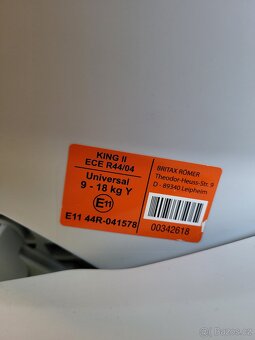 KING II
ECE R44/04
Universal
9 - 18 kg Y
E11
E11 44R-041578
BRITAX RÖMER
Theodor-Heuss-Str. 9
D - 89340 Leipheim
00342618
Bazos.cz